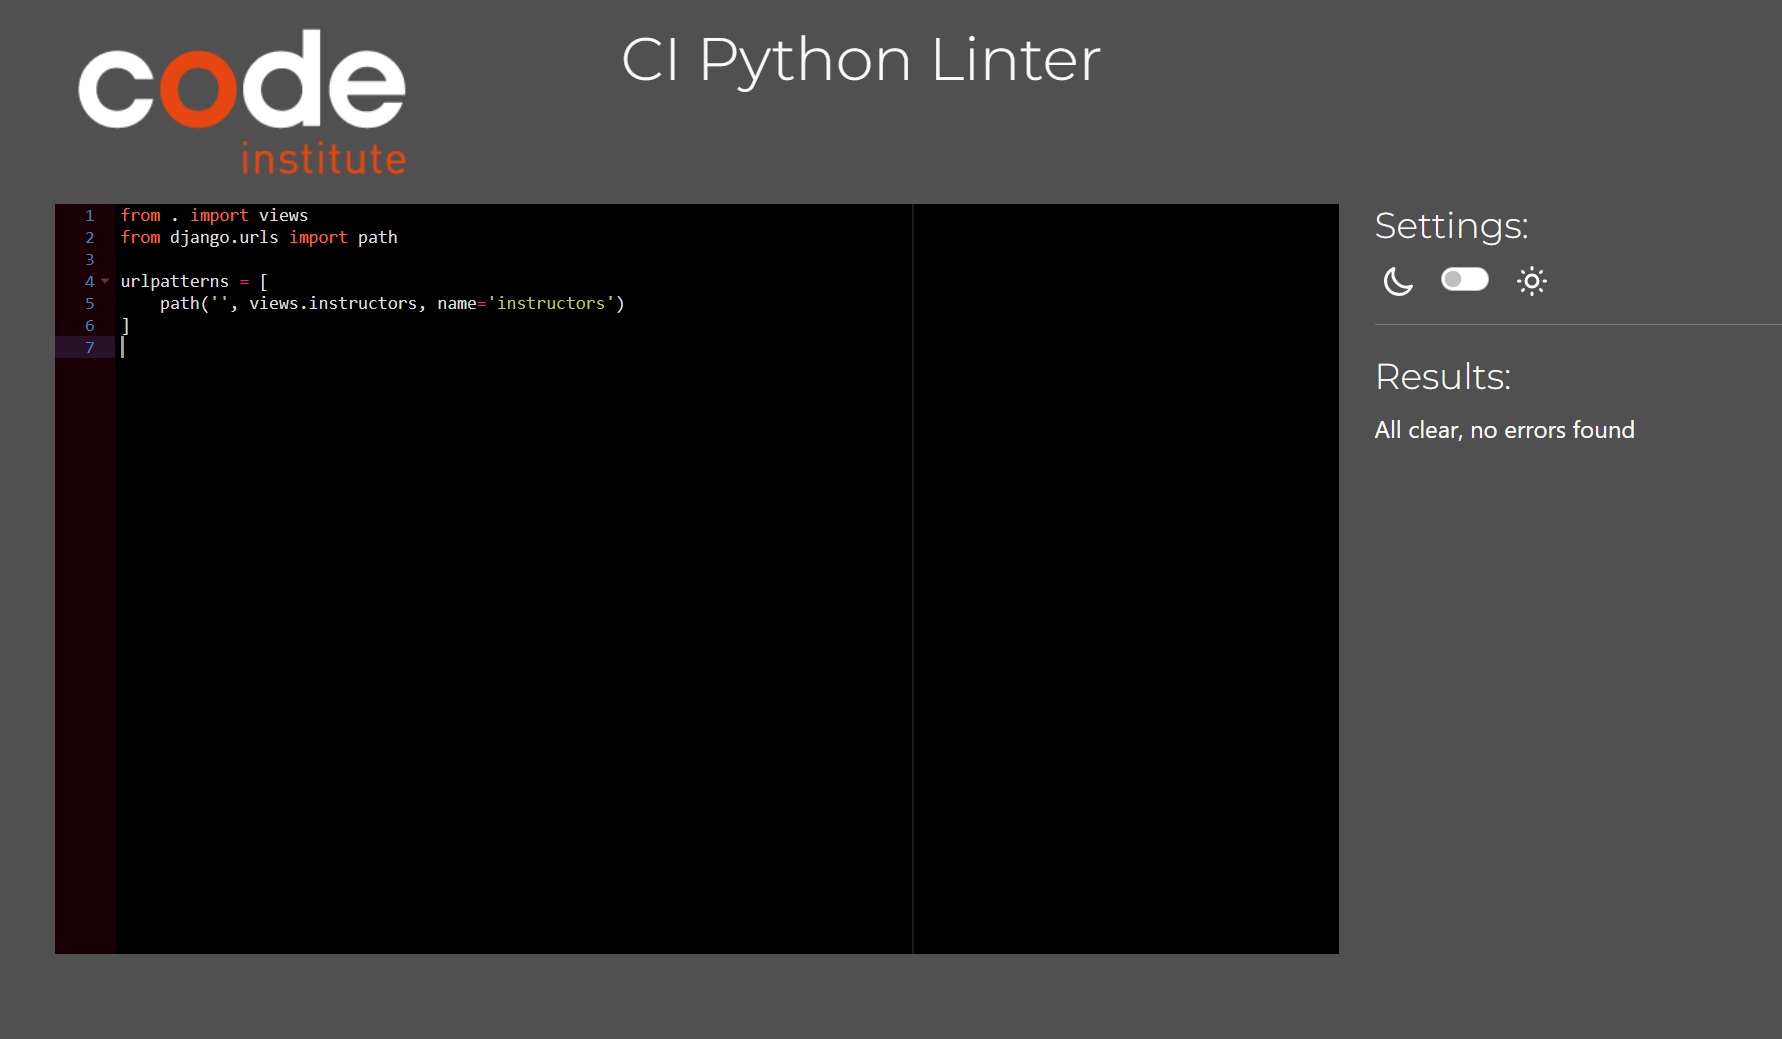 code
institute
CI Python Linter
1 from . import views
2 from django.urls import path
3
4 urlpatterns = [
5     path('', views.instructors, name='instructors')
6 ]
7
Settings:
Results:
All clear, no errors found